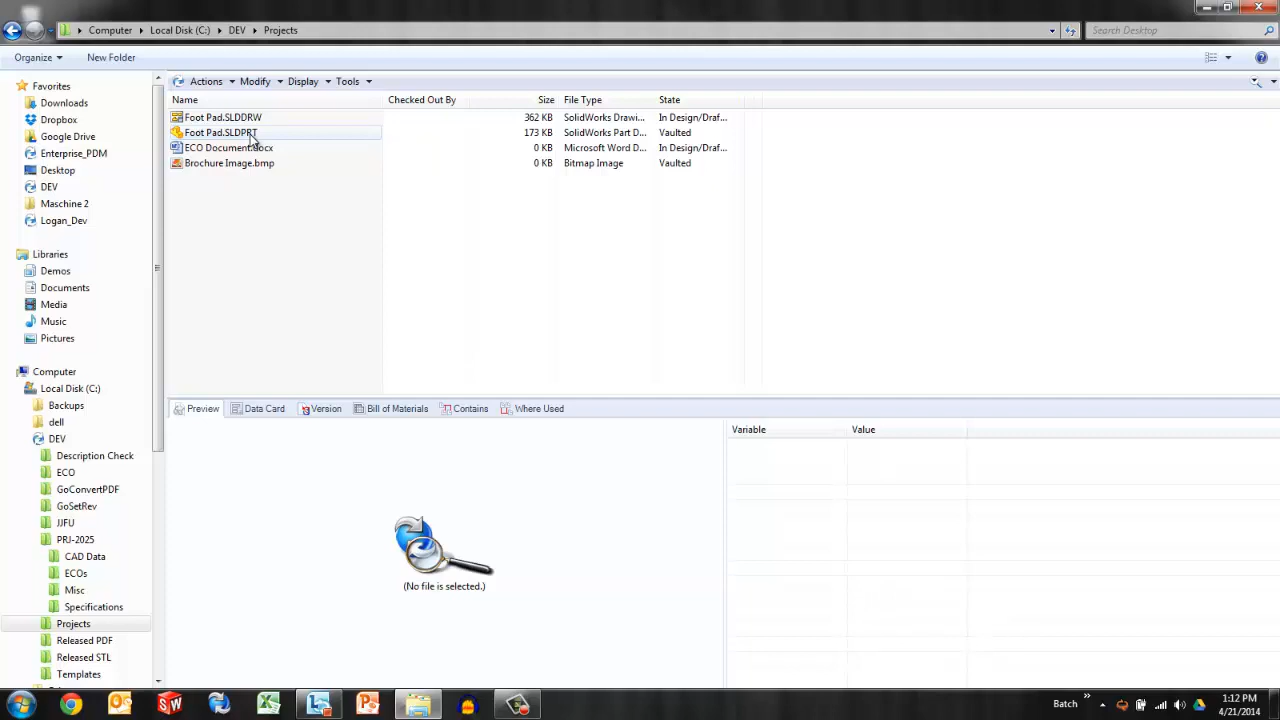 Computer Local Disk (C:) DEV Projects
Search Desktop
Organize New Folder
Favorites
Downloads
Dropbox
Google Drive
Enterprise_PDM
Desktop
DEV
Maschine 2
Logan_Dev
Libraries
Demos
Documents
Media
Music
Pictures
Computer
Local Disk (C:)
Backups
dell
DEV
Description Check
ECO
GoConvertPDF
GoSetRev
JJFU
PRJ-2025
CAD Data
ECOs
Misc
Specifications
Projects
Released PDF
Released STL
Templates
Actions Modify Display Tools
Name Checked Out By Size File Type State
Foot Pad.SLDDRW 362 KB SolidWorks Drawi... In Design/Draf...
Foot Pad.SLDPRT 173 KB SolidWorks Part D... Vaulted
ECO Document.docx 0 KB Microsoft Word D... In Design/Draf...
Brochure Image.bmp 0 KB Bitmap Image Vaulted
Preview Data Card Version Bill of Materials Contains Where Used
Variable Value
(No file is selected.)
Batch
1:12 PM
4/21/2014